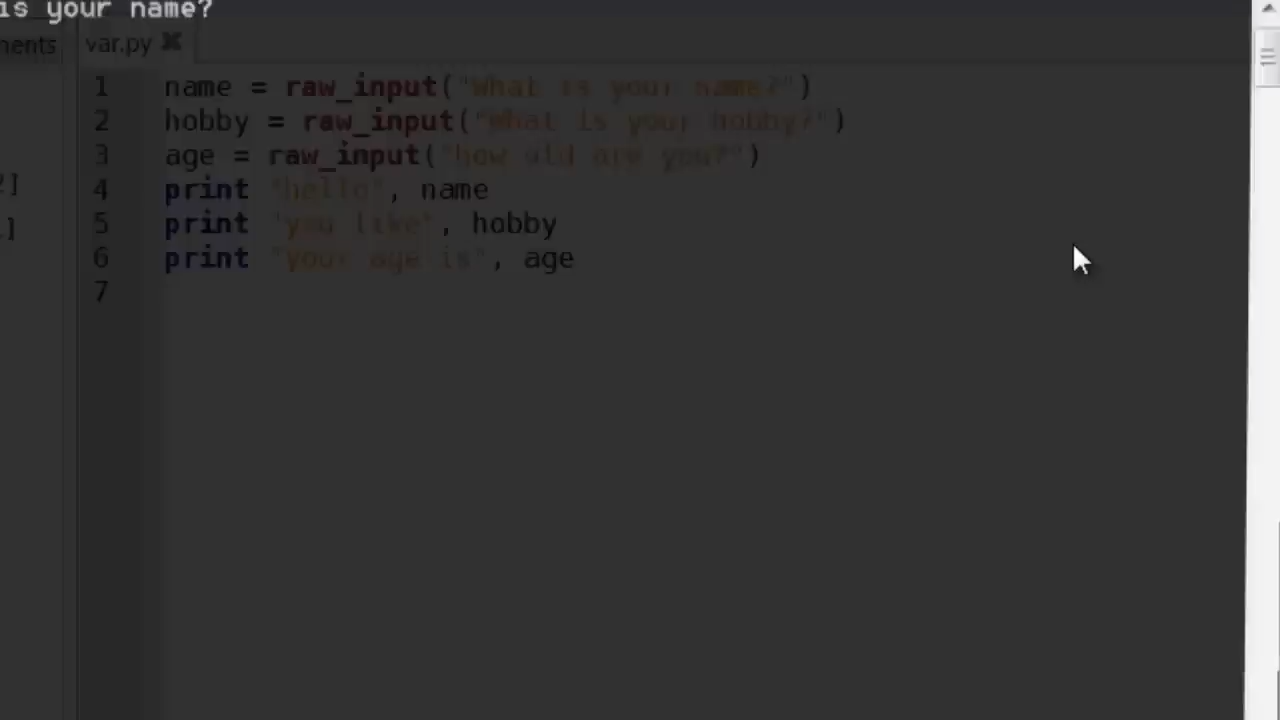 is your name?
ments var.py
1 name = raw_input("What is your name?")
2 hobby = raw_input("What is your hobby?")
3 age = raw_input("how old are you?")
2]
4 print "hello", name
5 print "you like", hobby
6 print "your age is", age
7